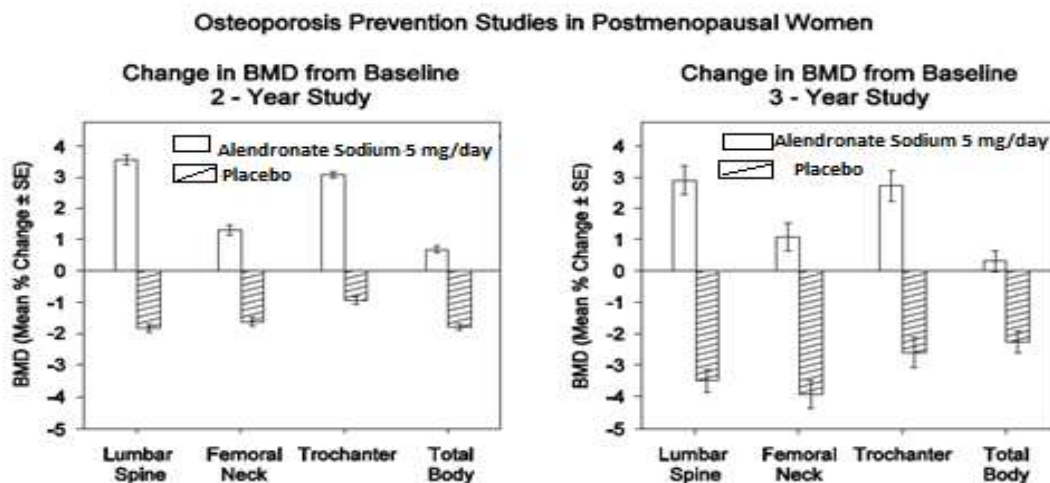 Osteoporosis Prevention Studies in Postmenopausal Women
Change in BMD from Baseline
2 - Year Study
BMD (Mean % Change ± SE)
4
3
2
1
0
-1
-2
-3
-4
-5
Alendronate Sodium 5 mg/day
Placebo
Lumbar
Spine
Femoral
Neck
Trochanter
Total
Body
Change in BMD from Baseline
3 - Year Study
BMD (Mean % Change ± SE)
4
3
2
1
0
-1
-2
-3
-4
-5
Alendronate Sodium 5 mg/day
Placebo
Lumbar
Spine
Femoral
Neck
Trochanter
Total
Body